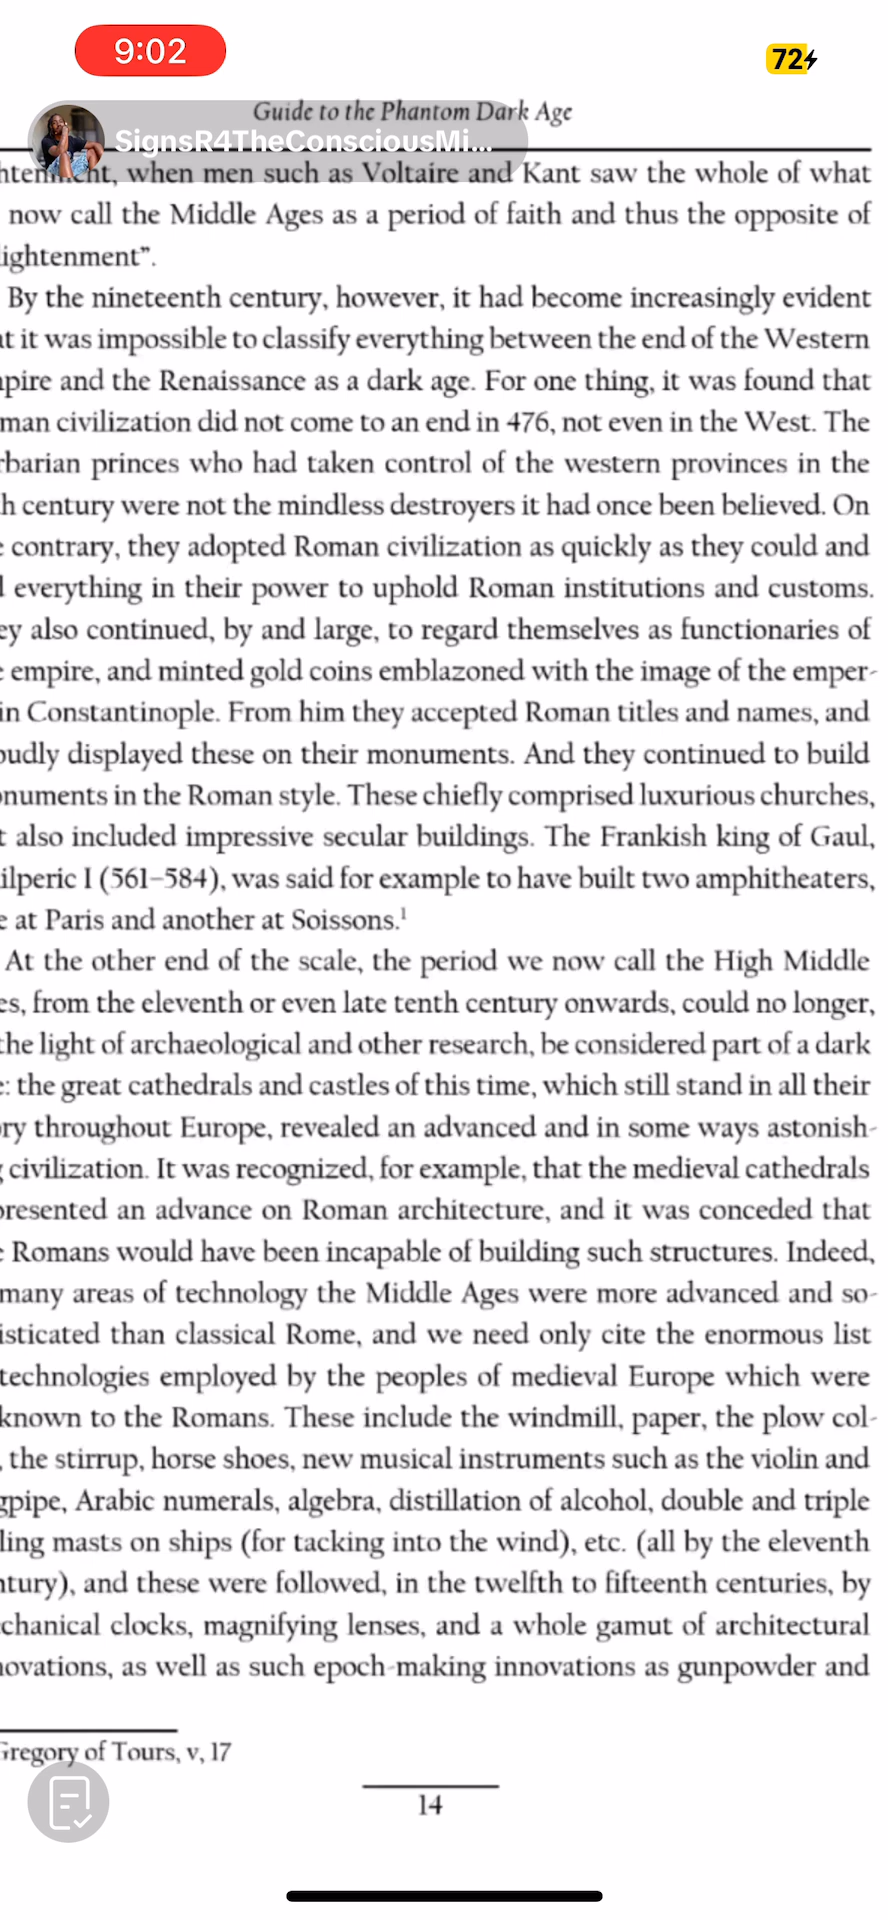 9:02
72
Guide to the Phantom Dark Age
SignsR4TheConsciousMi...
when men such as Voltaire and Kant saw the whole of what
now call the Middle Ages as a period of faith and thus the opposite of
lightenment”.
By the nineteenth century, however, it had become increasingly evident
at it was impossible to classify everything between the end of the Western
pire and the Renaissance as a dark age. For one thing, it was found that
man civilization did not come to an end in 476, not even in the West. The
rbarian princes who had taken control of the western provinces in the
h century were not the mindless destroyers it had once been believed. On
contrary, they adopted Roman civilization as quickly as they could and
everything in their power to uphold Roman institutions and customs.
ey also continued, by and large, to regard themselves as functionaries of
empire, and minted gold coins emblazoned with the image of the emper-
in Constantinople. From him they accepted Roman titles and names, and
oudly displayed these on their monuments. And they continued to build
onuments in the Roman style. These chiefly comprised luxurious churches,
t also included impressive secular buildings. The Frankish king of Gaul,
ilperic I (561–584), was said for example to have built two amphitheaters,
e at Paris and another at Soissons.1
At the other end of the scale, the period we now call the High Middle
es, from the eleventh or even late tenth century onwards, could no longer,
the light of archaeological and other research, be considered part of a dark
e: the great cathedrals and castles of this time, which still stand in all their
ory throughout Europe, revealed an advanced and in some ways astonish-
g civilization. It was recognized, for example, that the medieval cathedrals
presented an advance on Roman architecture, and it was conceded that
e Romans would have been incapable of building such structures. Indeed,
many areas of technology the Middle Ages were more advanced and so-
isticated than classical Rome, and we need only cite the enormous list
technologies employed by the peoples of medieval Europe which were
known to the Romans. These include the windmill, paper, the plow col-
, the stirrup, horse shoes, new musical instruments such as the violin and
gpipe, Arabic numerals, algebra, distillation of alcohol, double and triple
ling masts on ships (for tacking into the wind), etc. (all by the eleventh
ntury), and these were followed, in the twelfth to fifteenth centuries, by
chanical clocks, magnifying lenses, and a whole gamut of architectural
novations, as well as such epoch-making innovations as gunpowder and
Gregory of Tours, v, 17
14